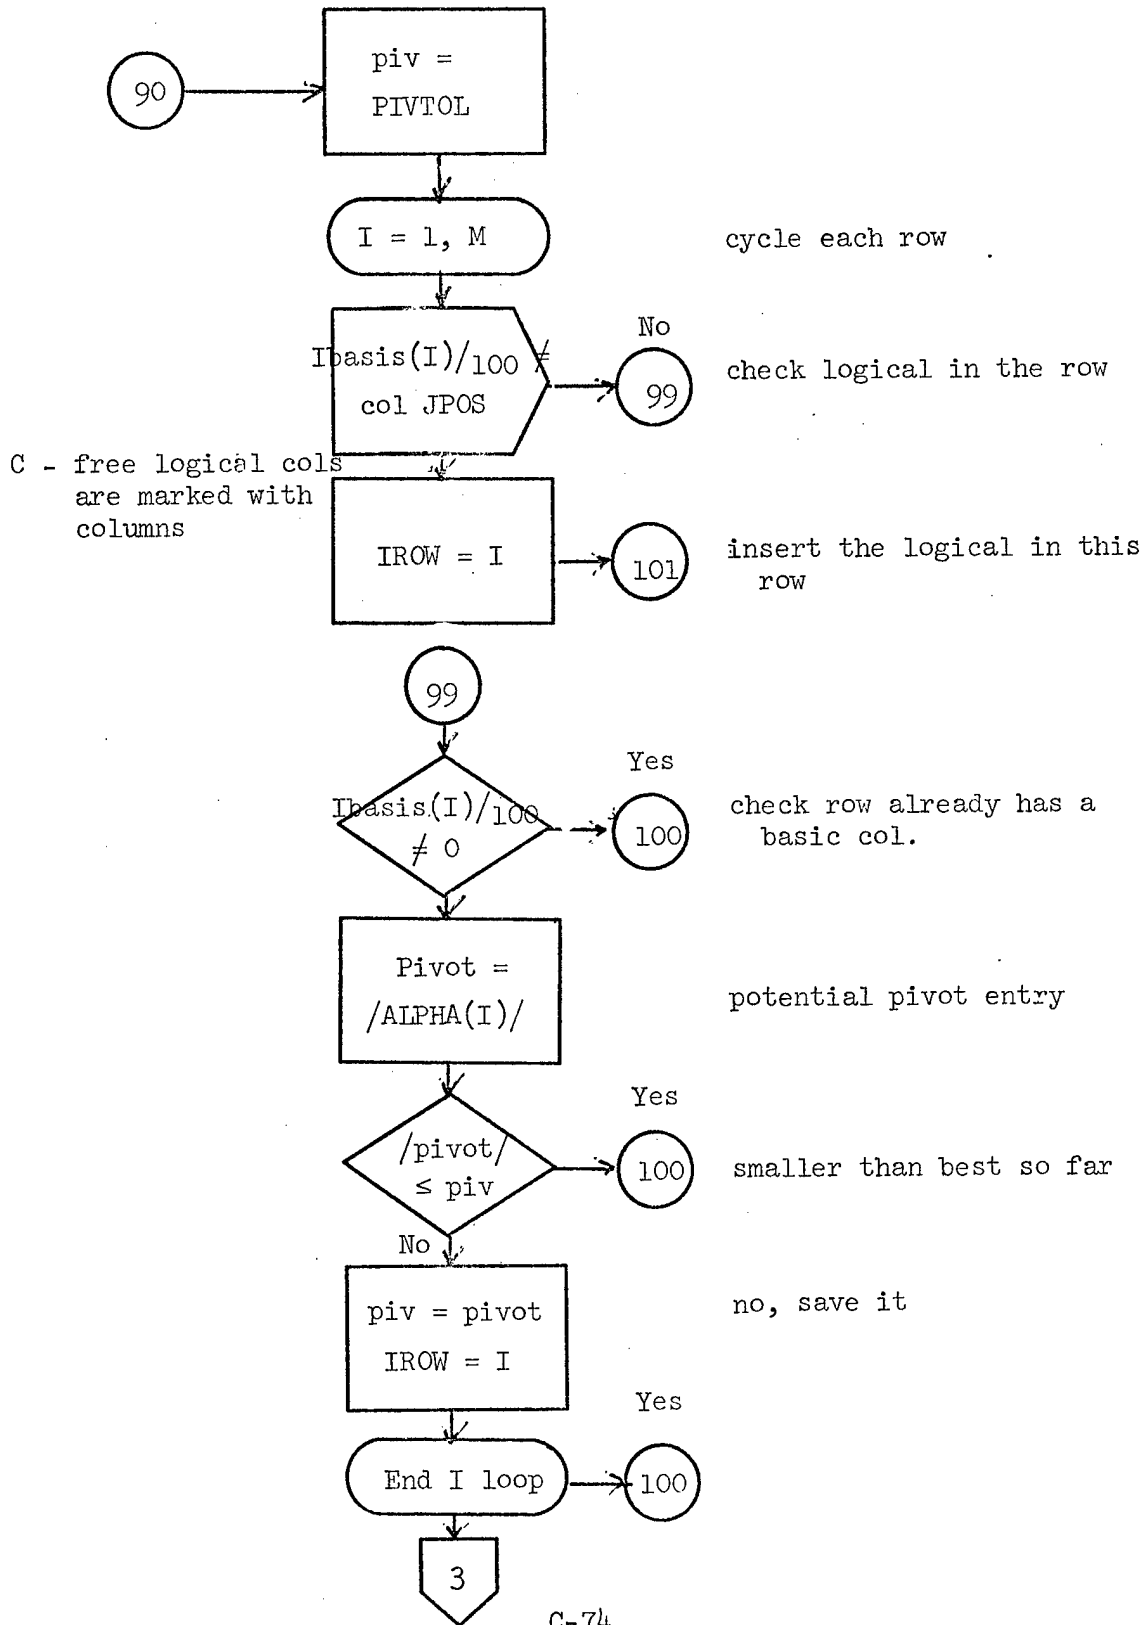 piv =
90
PIVTOL
I = 1, M
cycle each row
No
Ibasis(I)/100 ≠
col JPOS
99
check logical in the row
C - free logical cols
are marked with
columns
IROW = I
101
insert the logical in this
row
99
Yes
Ibasis(I)/100
≠ 0
100
check row already has a
basic col.
Pivot =
/ALPHA(I)/
potential pivot entry
Yes
/pivot/
≤ piv
100
smaller than best so far
No
piv = pivot
IROW = I
no, save it
Yes
End I loop
100
3
C-74